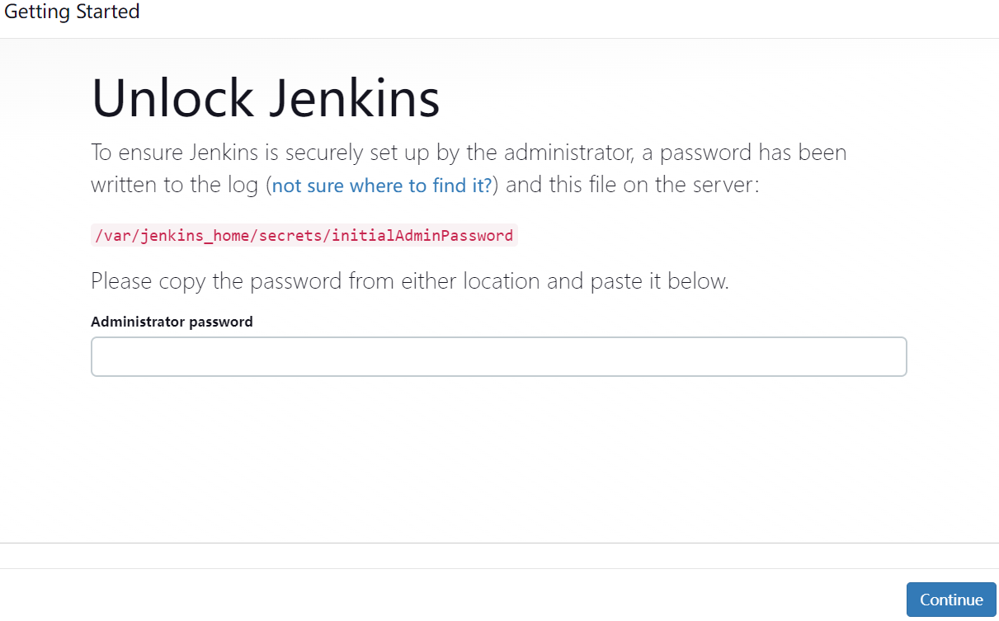 Getting Started
Unlock Jenkins
To ensure Jenkins is securely set up by the administrator, a password has been
written to the log (not sure where to find it?) and this file on the server:
/var/jenkins_home/secrets/initialAdminPassword
Please copy the password from either location and paste it below.
Administrator password
Continue